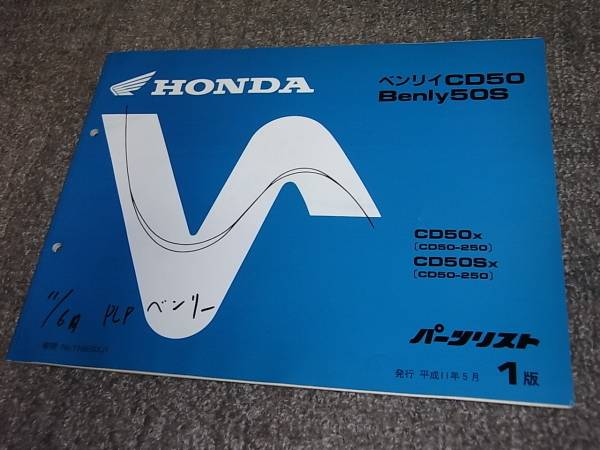 HONDA
ベンリイCD50
Benly50S
CD50X
[CD50-250]
CD50SX
[CD50-250]
11/6月 PLP ベンリー
パーツリスト
発行 平成11年5月 1版